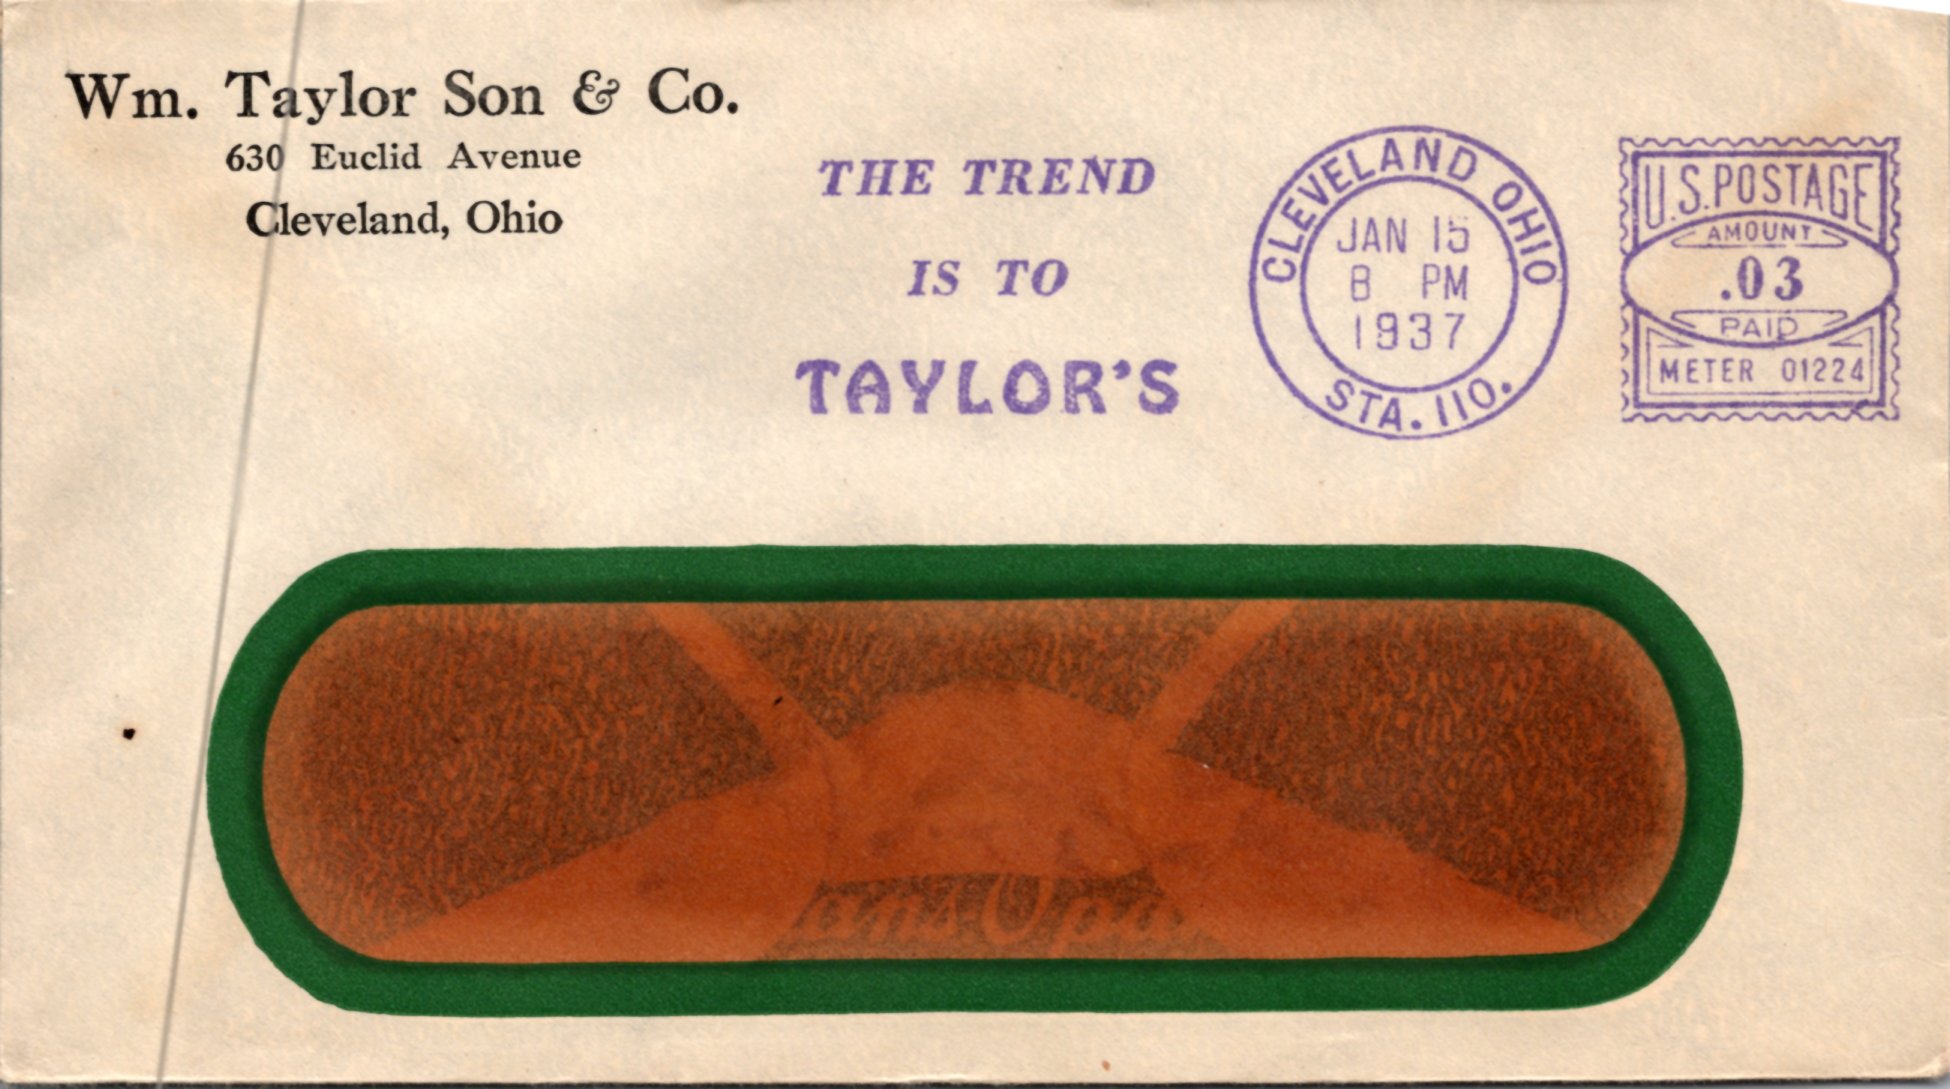 Wm. Taylor Son & Co.
630 Euclid Avenue
Cleveland, Ohio
THE TREND
IS TO
TAYLOR'S
CLEVELAND OHIO
JAN 15
8 PM
1937
STA. 110.
U.S. POSTAGE
AMOUNT
.03
PAID
METER 01224